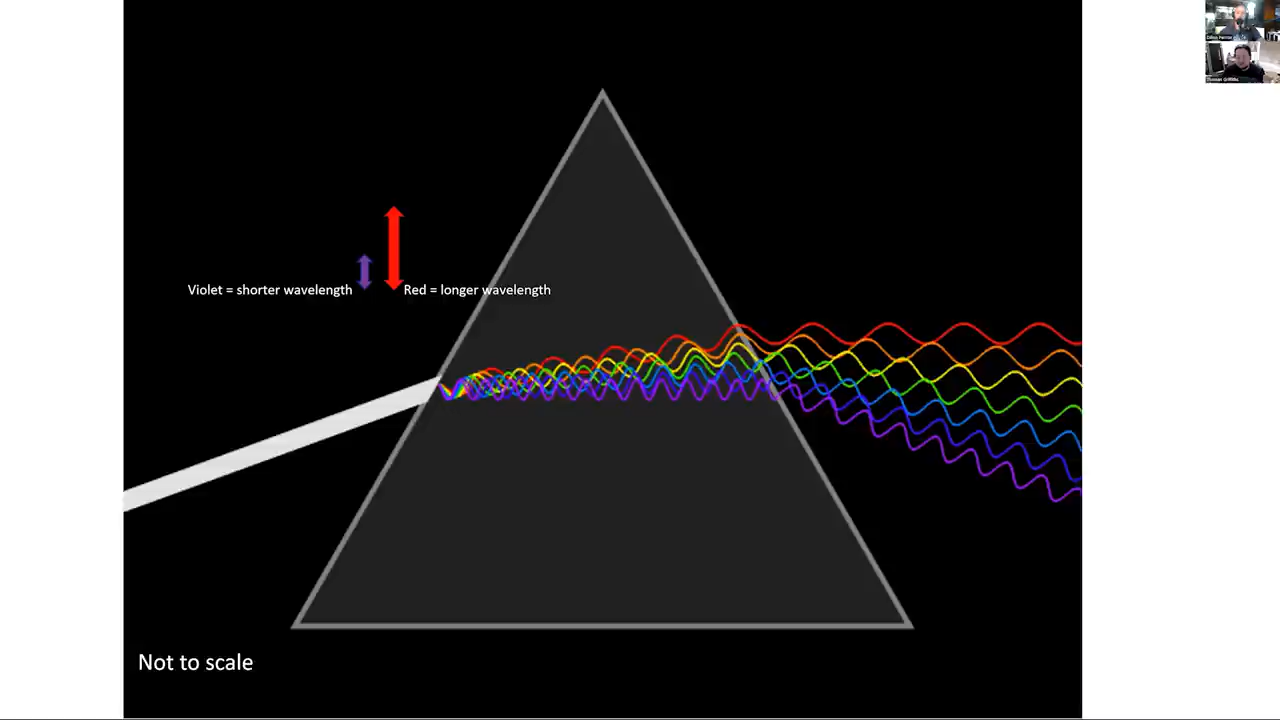 Violet = shorter wavelength
Red = longer wavelength
Not to scale